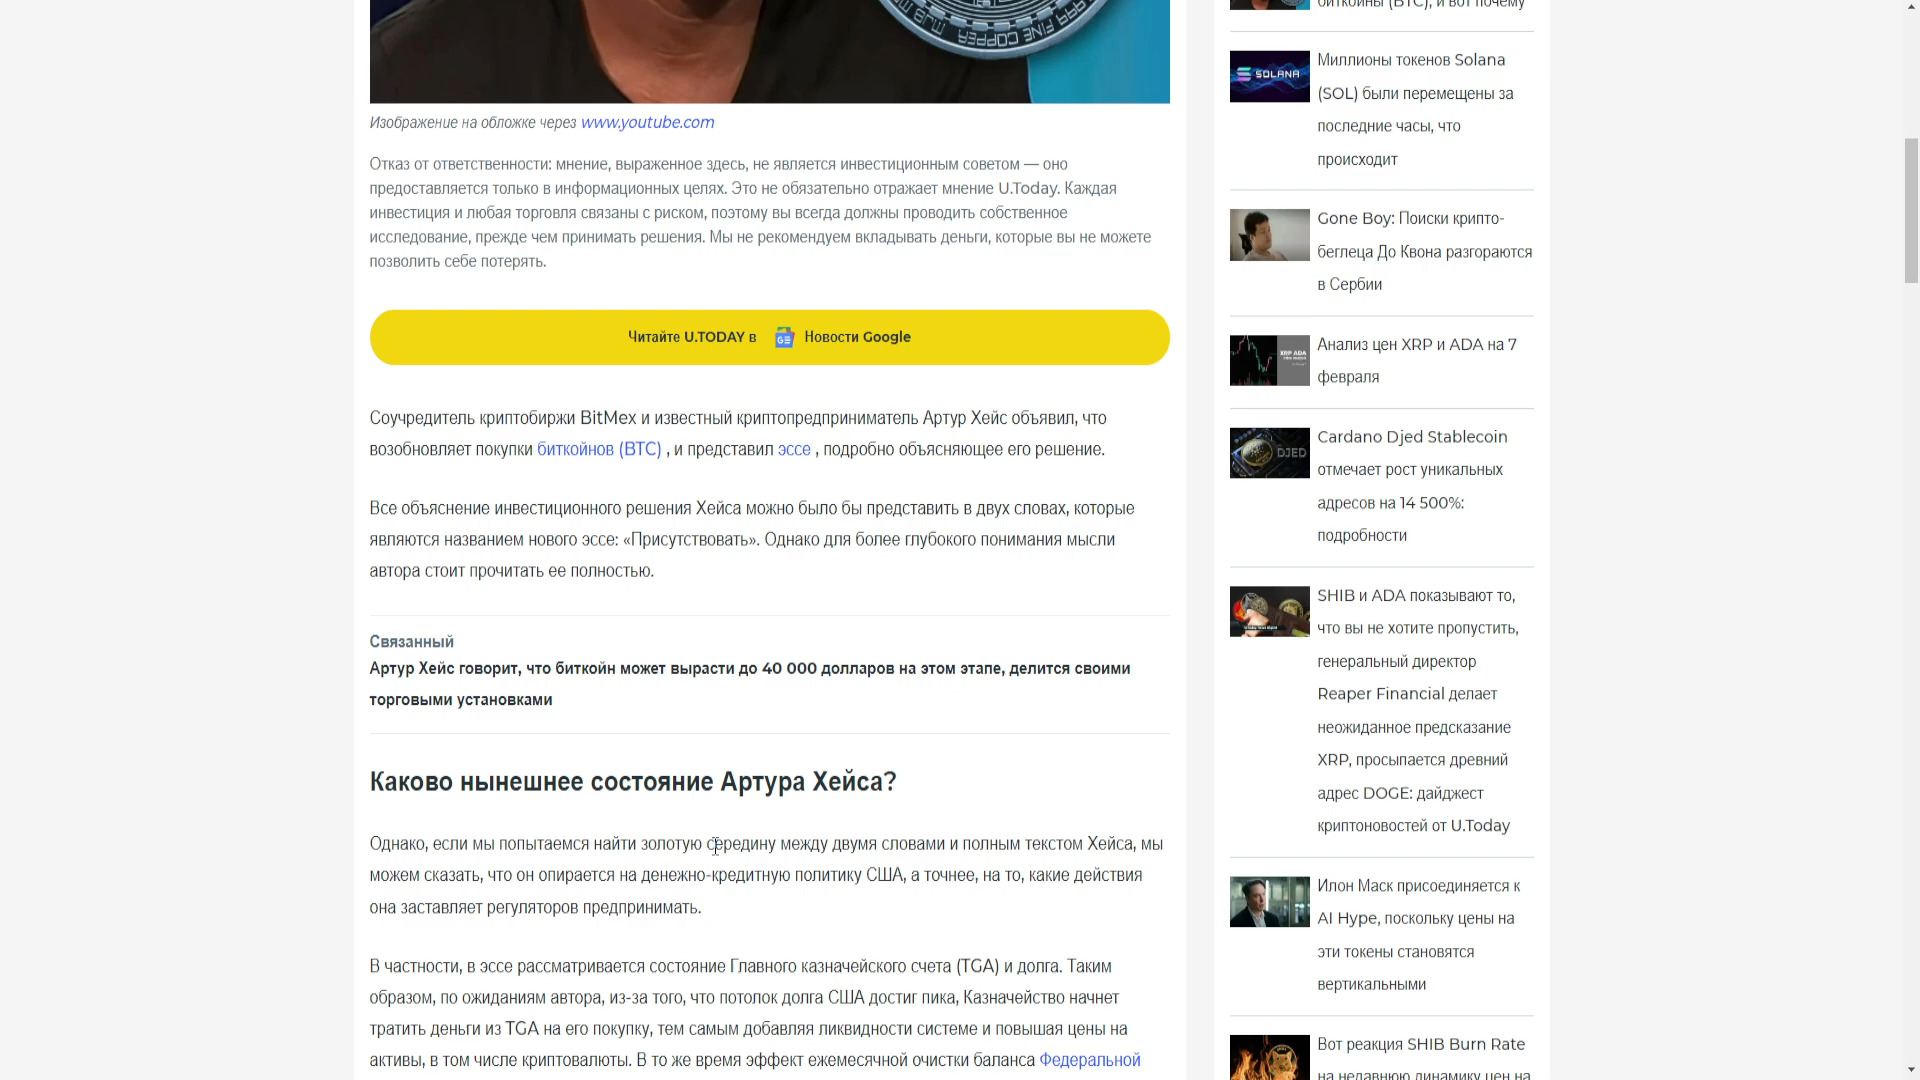 999 FINE COPPER
Изображение на обложке через www.youtube.com
Отказ от ответственности: мнение, выраженное здесь, не является инвестиционным советом — оно
предоставляется только в информационных целях. Это не обязательно отражает мнение U.Today. Каждая
инвестиция и любая торговля связаны с риском, поэтому вы всегда должны проводить собственное
исследование, прежде чем принимать решения. Мы не рекомендуем вкладывать деньги, которые вы не можете
позволить себе потерять.
Читайте U.TODAY в Новости Google
Соучредитель криптобиржи BitMex и известный криптопредприниматель Артур Хейс объявил, что
возобновляет покупки биткойнов (BTC) , и представил эссе , подробно объясняющее его решение.
Все объяснение инвестиционного решения Хейса можно было бы представить в двух словах, которые
являются названием нового эссе: «Присутствовать». Однако для более глубокого понимания мысли
автора стоит прочитать ее полностью.
Связанный
Артур Хейс говорит, что биткойн может вырасти до 40 000 долларов на этом этапе, делится своими
торговыми установками
Каково нынешнее состояние Артура Хейса?
Однако, если мы попытаемся найти золотую середину между двумя словами и полным текстом Хейса, мы
можем сказать, что он опирается на денежно-кредитную политику США, а точнее, на то, какие действия
она заставляет регуляторов предпринимать.
В частности, в эссе рассматривается состояние Главного казначейского счета (TGA) и долга. Таким
образом, по ожиданиям автора, из-за того, что потолок долга США достиг пика, Казначейство начнет
тратить деньги из TGA на его покупку, тем самым добавляя ликвидности системе и повышая цены на
активы, в том числе криптовалюты. В то же время эффект ежемесячной очистки баланса Федеральной
биткойны (BTC), и вот почему
SOLANA
Миллионы токенов Solana
(SOL) были перемещены за
последние часы, что
происходит
Gone Boy: Поиски крипто-
беглеца До Квона разгораются
в Сербии
XRP ADA
Анализ цен XRP и ADA на 7
февраля
DJED
Cardano Djed Stablecoin
отмечает рост уникальных
адресов на 14 500%:
подробности
SHIB и ADA показывают то,
что вы не хотите пропустить,
генеральный директор
Reaper Financial делает
неожиданное предсказание
XRP, просыпается древний
адрес DOGE: дайджест
криптоновостей от U.Today
Илон Маск присоединяется к
AI Hype, поскольку цены на
эти токены становятся
вертикальными
Вот реакция SHIB Burn Rate
на недавнюю динамику цен на